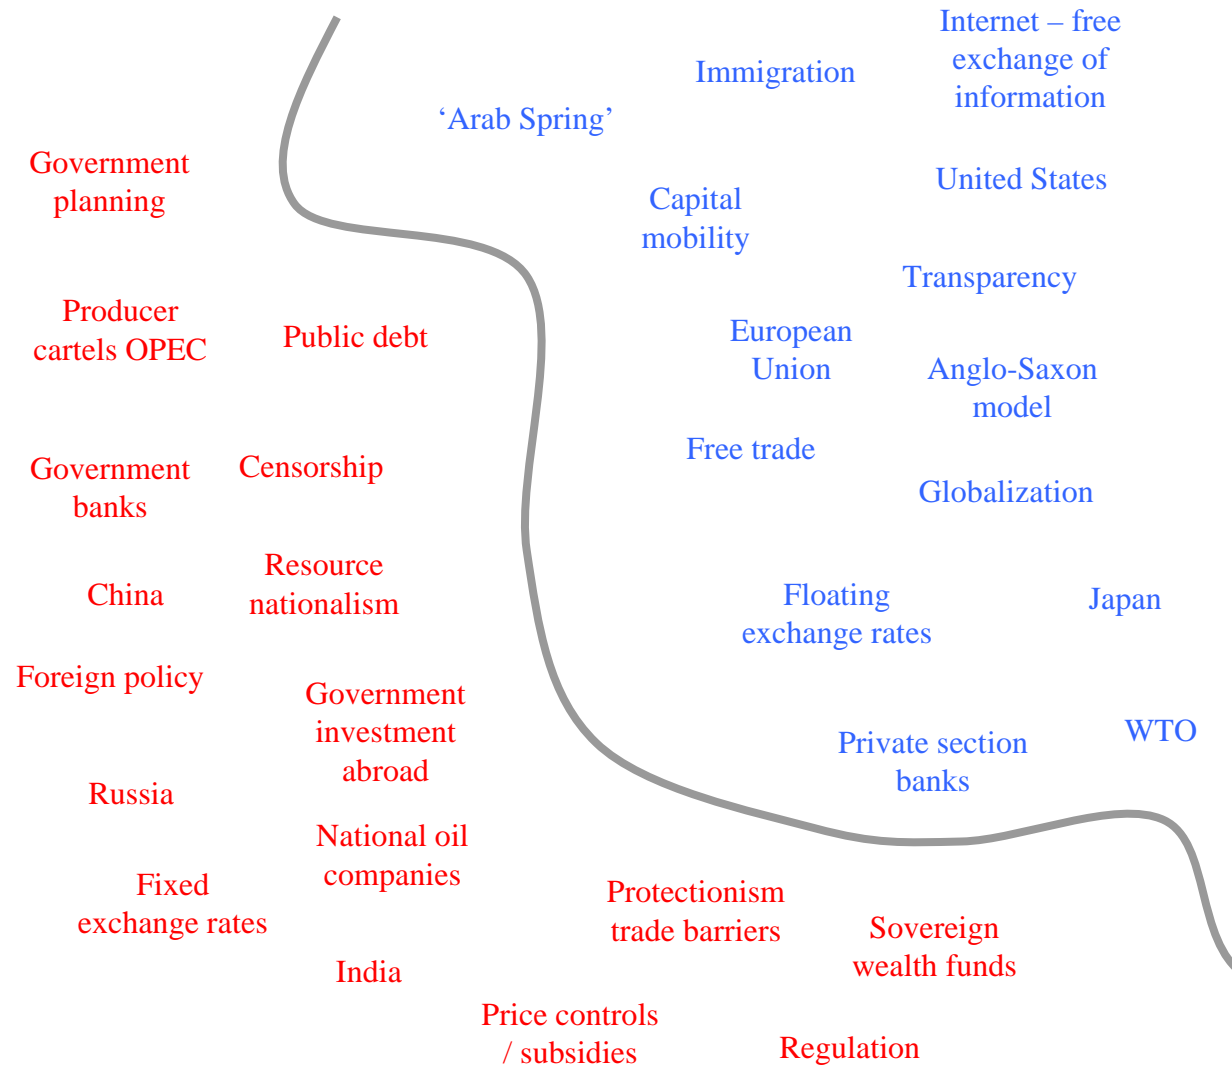 Internet – free
exchange of
information
Immigration
‘Arab Spring’
Government
planning
United States
Capital
mobility
Transparency
Producer
cartels OPEC
Public debt
European
Union
Anglo-Saxon
model
Free trade
Government
banks
Censorship
Globalization
China
Resource
nationalism
Floating
exchange rates
Japan
Foreign policy
Government
investment
abroad
Private section
banks
WTO
Russia
National oil
companies
Fixed
exchange rates
Protectionism
trade barriers
Sovereign
wealth funds
India
Price controls
/ subsidies
Regulation